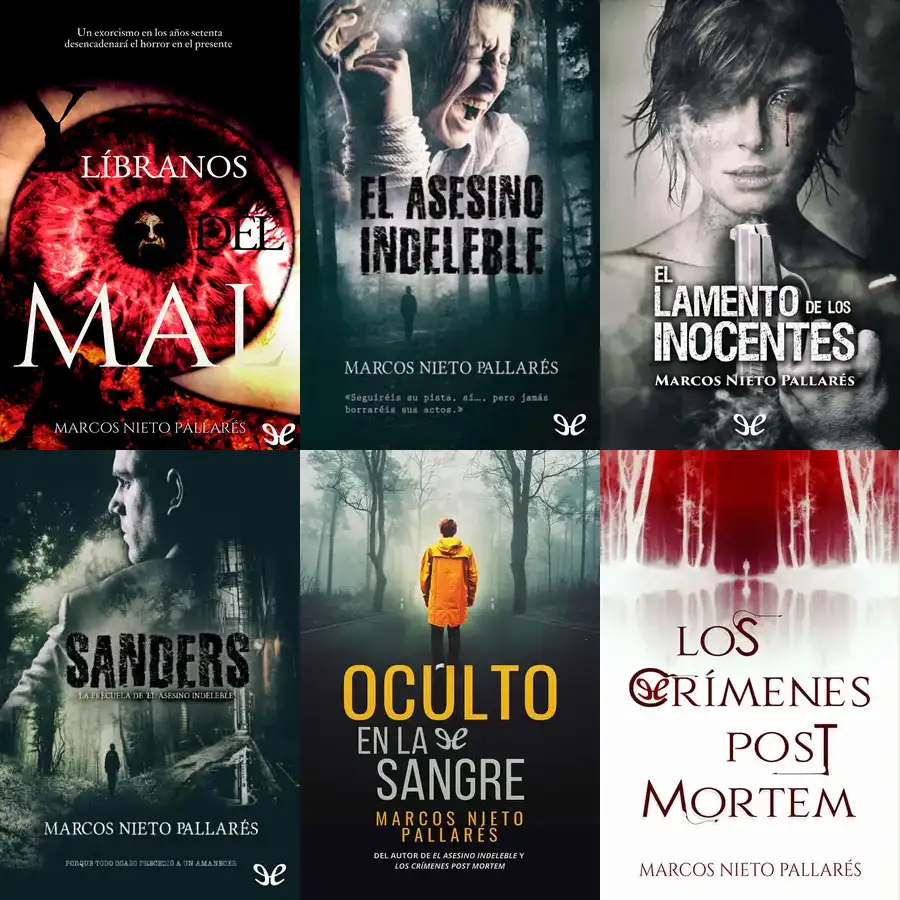 Un exorcismo en los años setenta
desencadenará el horror en el presente
Y
LÍBRANOS
DEL
MAL
MARCOS NIETO PALLARÉS
EL ASESINO
INDELEBLE
MARCOS NIETO PALLARÉS
«Seguiréis su pista, sí..., pero jamás
borraréis sus actos.»
EL
LAMENTO DE LOS
INOCENTES
MARCOS NIETO PALLARÉS
SANDERS
LA PRECUELA DE EL ASESINO INDELEBLE
MARCOS NIETO PALLARÉS
PORQUE TODO OCASO PRECEDIÓ A UN AMANECER
OCULTO
EN LA
SANGRE
MARCOS NIETO
PALLARÉS
DEL AUTOR DE EL ASESINO INDELEBLE Y
LOS CRÍMENES POST MORTEM
LOS
CRÍMENES
POST
MORTEM
MARCOS NIETO PALLARÉS